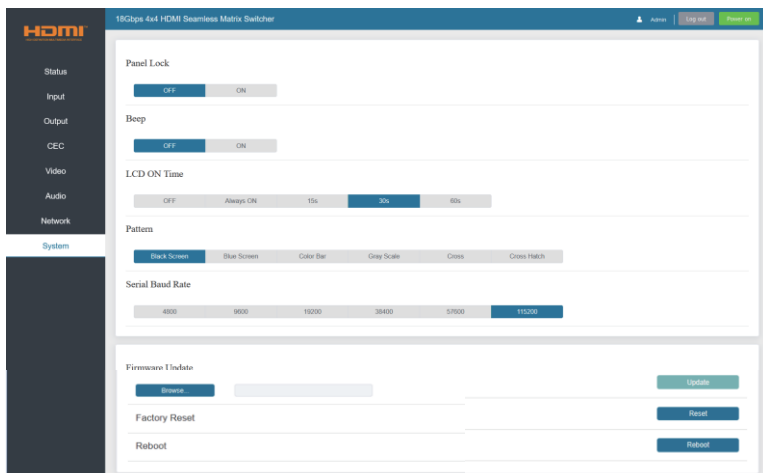 HDMI
18Gbps 4x4 HDMI Seamless Matrix Switcher
Admin
Log out
Power on
Status
Input
Output
CEC
Video
Audio
Network
System
Panel Lock
OFF ON
Beep
OFF ON
LCD ON Time
OFF Always ON 15s 30s 60s
Pattern
Black Screen Blue Screen Color Bar Gray Scale Cross Cross Hatch
Serial Baud Rate
4800 9600 19200 38400 57600 115200
Firmware Update
Browse.. Update
Factory Reset Reset
Reboot Reboot